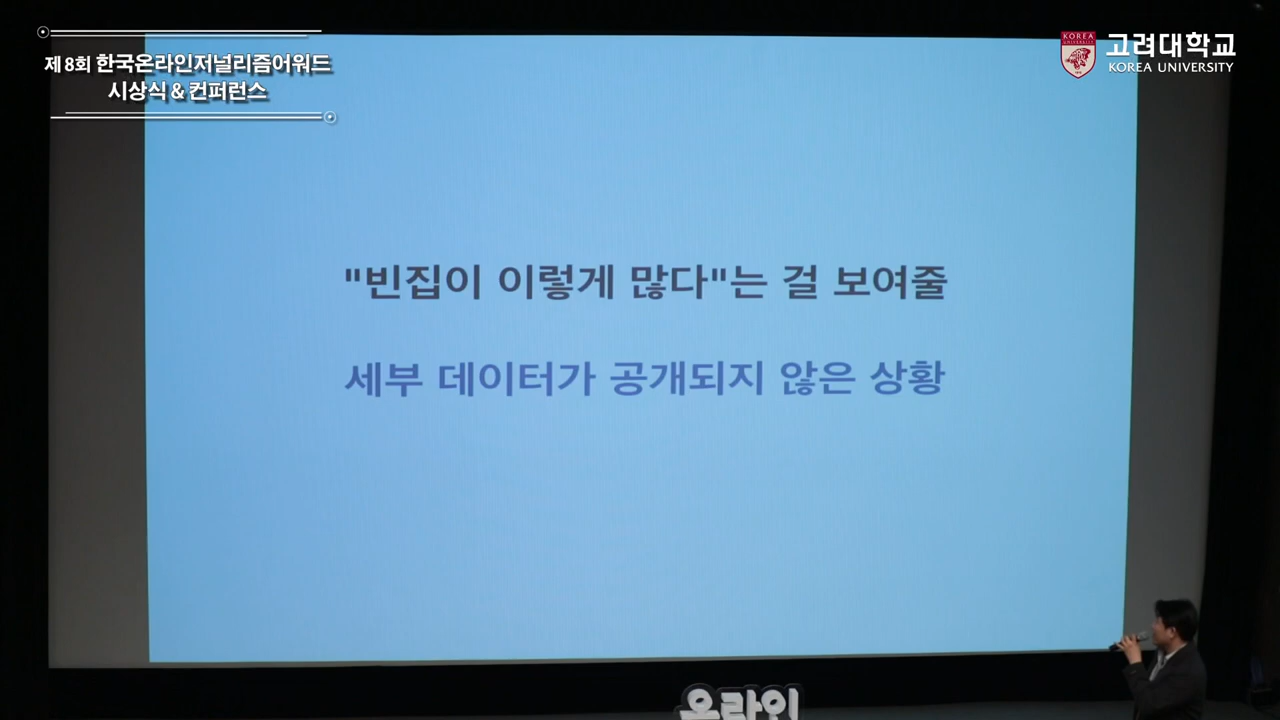 제8회 한국온라인저널리즘어워드
시상식 & 컨퍼런스
KOREA
UNIVERSITY
고려대학교
KOREA UNIVERSITY
"빈집이 이렇게 많다"는 걸 보여줄
세부 데이터가 공개되지 않은 상황
온라인